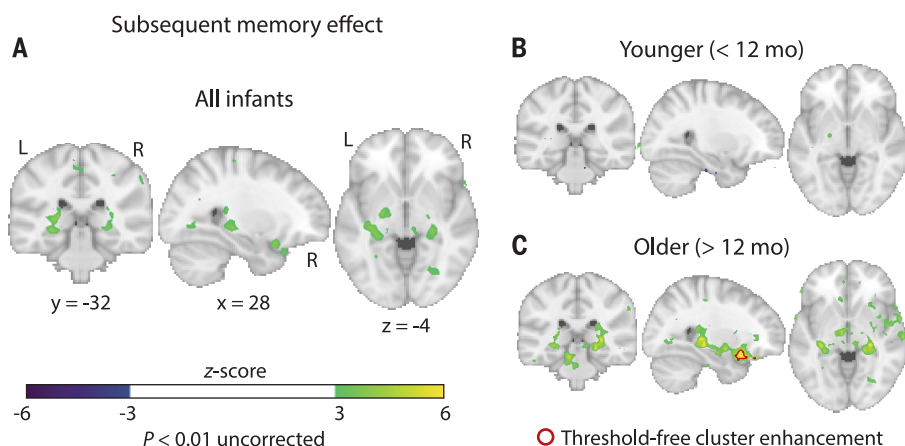 Subsequent memory effect
A
All infants
L
R
R
y = -32
x = 28
R
z = -4
z-score
-6
-3
3
6
P < 0.01 uncorrected
B
Younger (< 12 mo)
C
Older (> 12 mo)
Threshold-free cluster enhancement